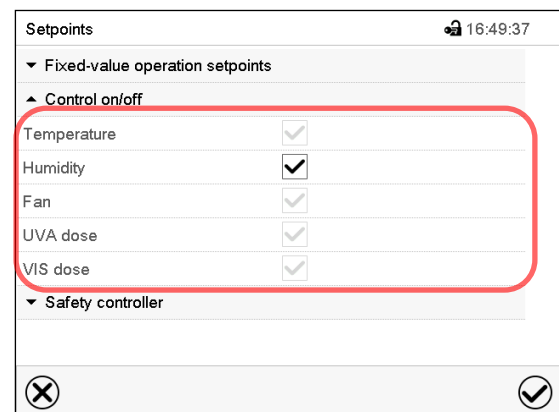 Setpoints 16:49:37
Fixed-value operation setpoints
Control on/off
Temperature
Humidity
Fan
UVA dose
VIS dose
Safety controller